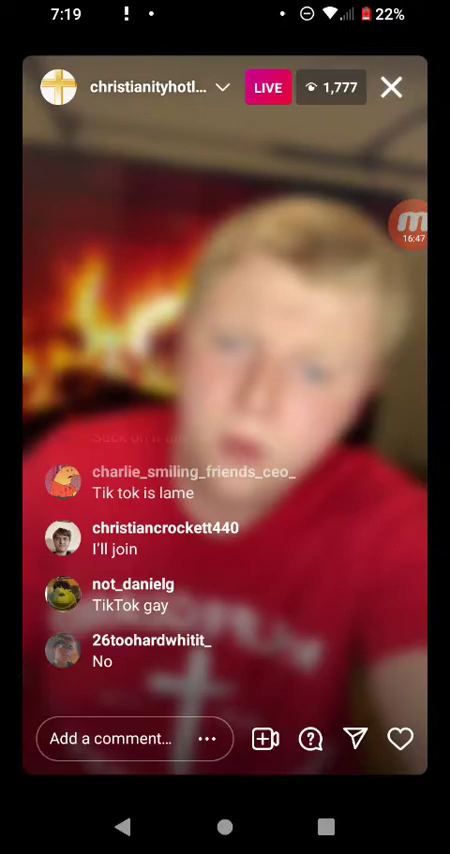 7:19
22%
christianityhotl...
LIVE
1,777
16:47
charlie_smiling_friends_ceo_
Tik tok is lame
christiancrockett440
I'll join
not_danielg
TikTok gay
26toohardwhitit_
No
Add a comment...